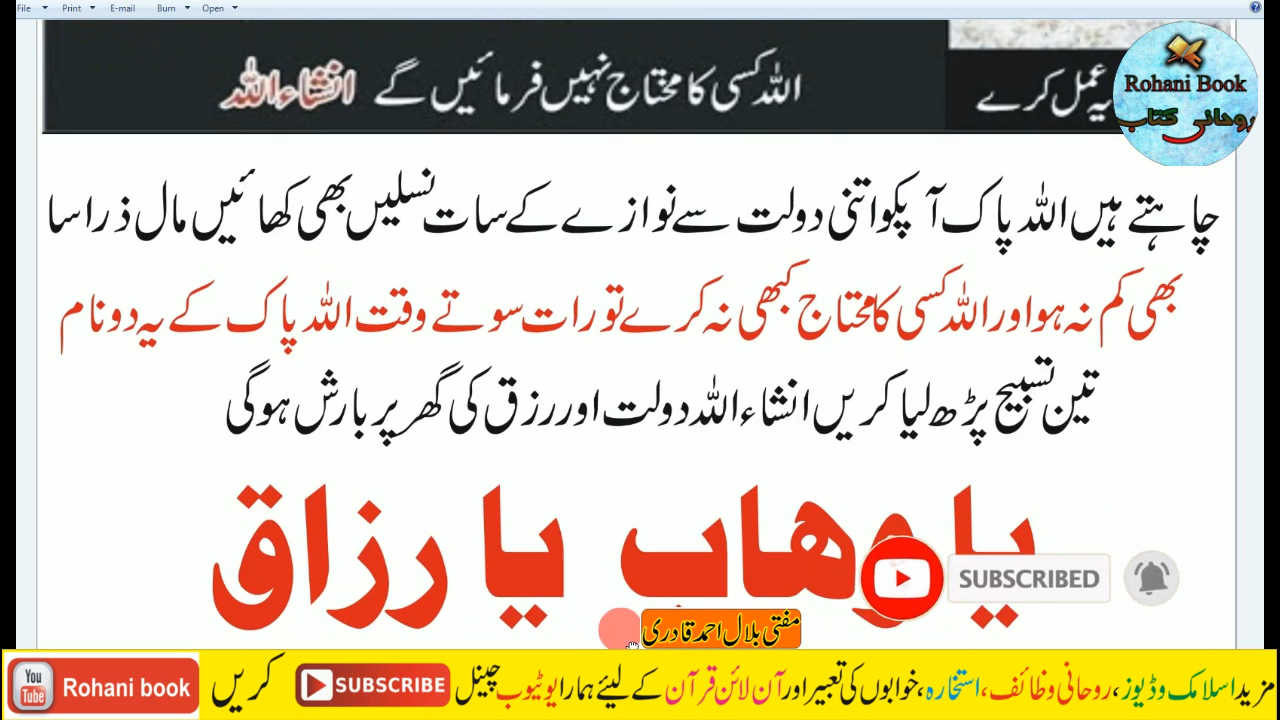 File Print E-mail Burn Open
یہ عمل کرے
اللہ کسی کا محتاج نہیں فرمائیں گے انشاءاللہ
Rohani Book
روحانی کتاب
چاہتے ہیں اللہ پاک آپکو اتنی دولت سے نوازے کے سات نسلیں بھی کھائیں مال ذرا سا
بھی کم نہ ہو اور اللہ کسی کا محتاج کبھی نہ کرے تو رات سوتے وقت اللہ پاک کے یہ دو نام
تین تسبیح پڑھ لیا کریں انشاءاللہ دولت اور رزق کی گھر پر بارش ہوگی
یا وھاب یا رزاق
SUBSCRIBED
مفتی بلال احمد قادری
مزید اسلامک وڈیوز، روحانی وظائف، استخارہ، خوابوں کی تعبیر اور آن لائن قرآن کے لیئے ہمارا یوٹیوب چینل SUBSCRIBE کریں
You Tube Rohani book